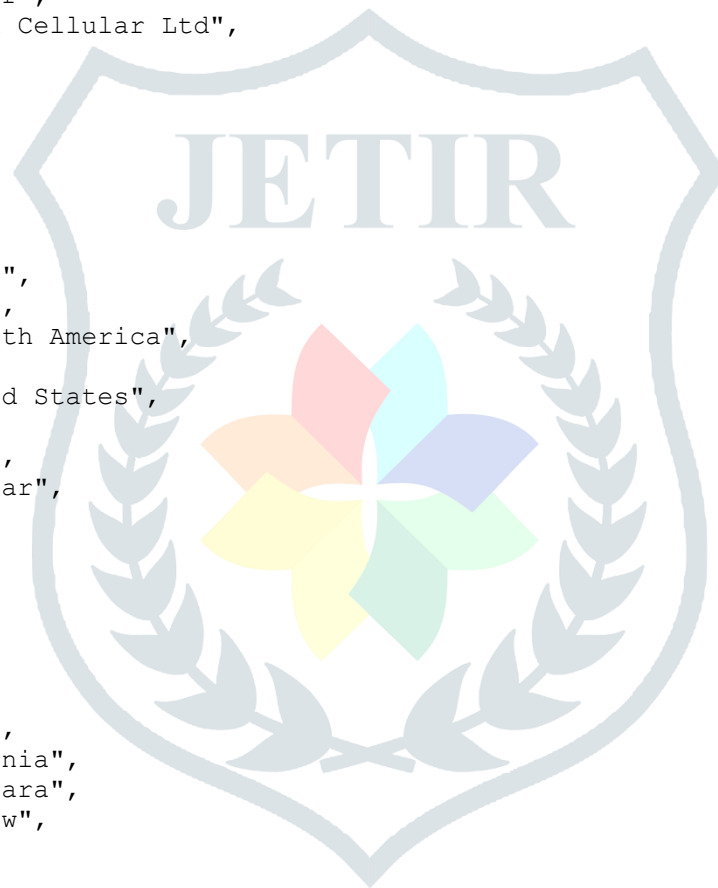 Cellular Ltd",
JETIR
",
,
th America",
d States",
,
ar",
,
nia",
ara",
w",